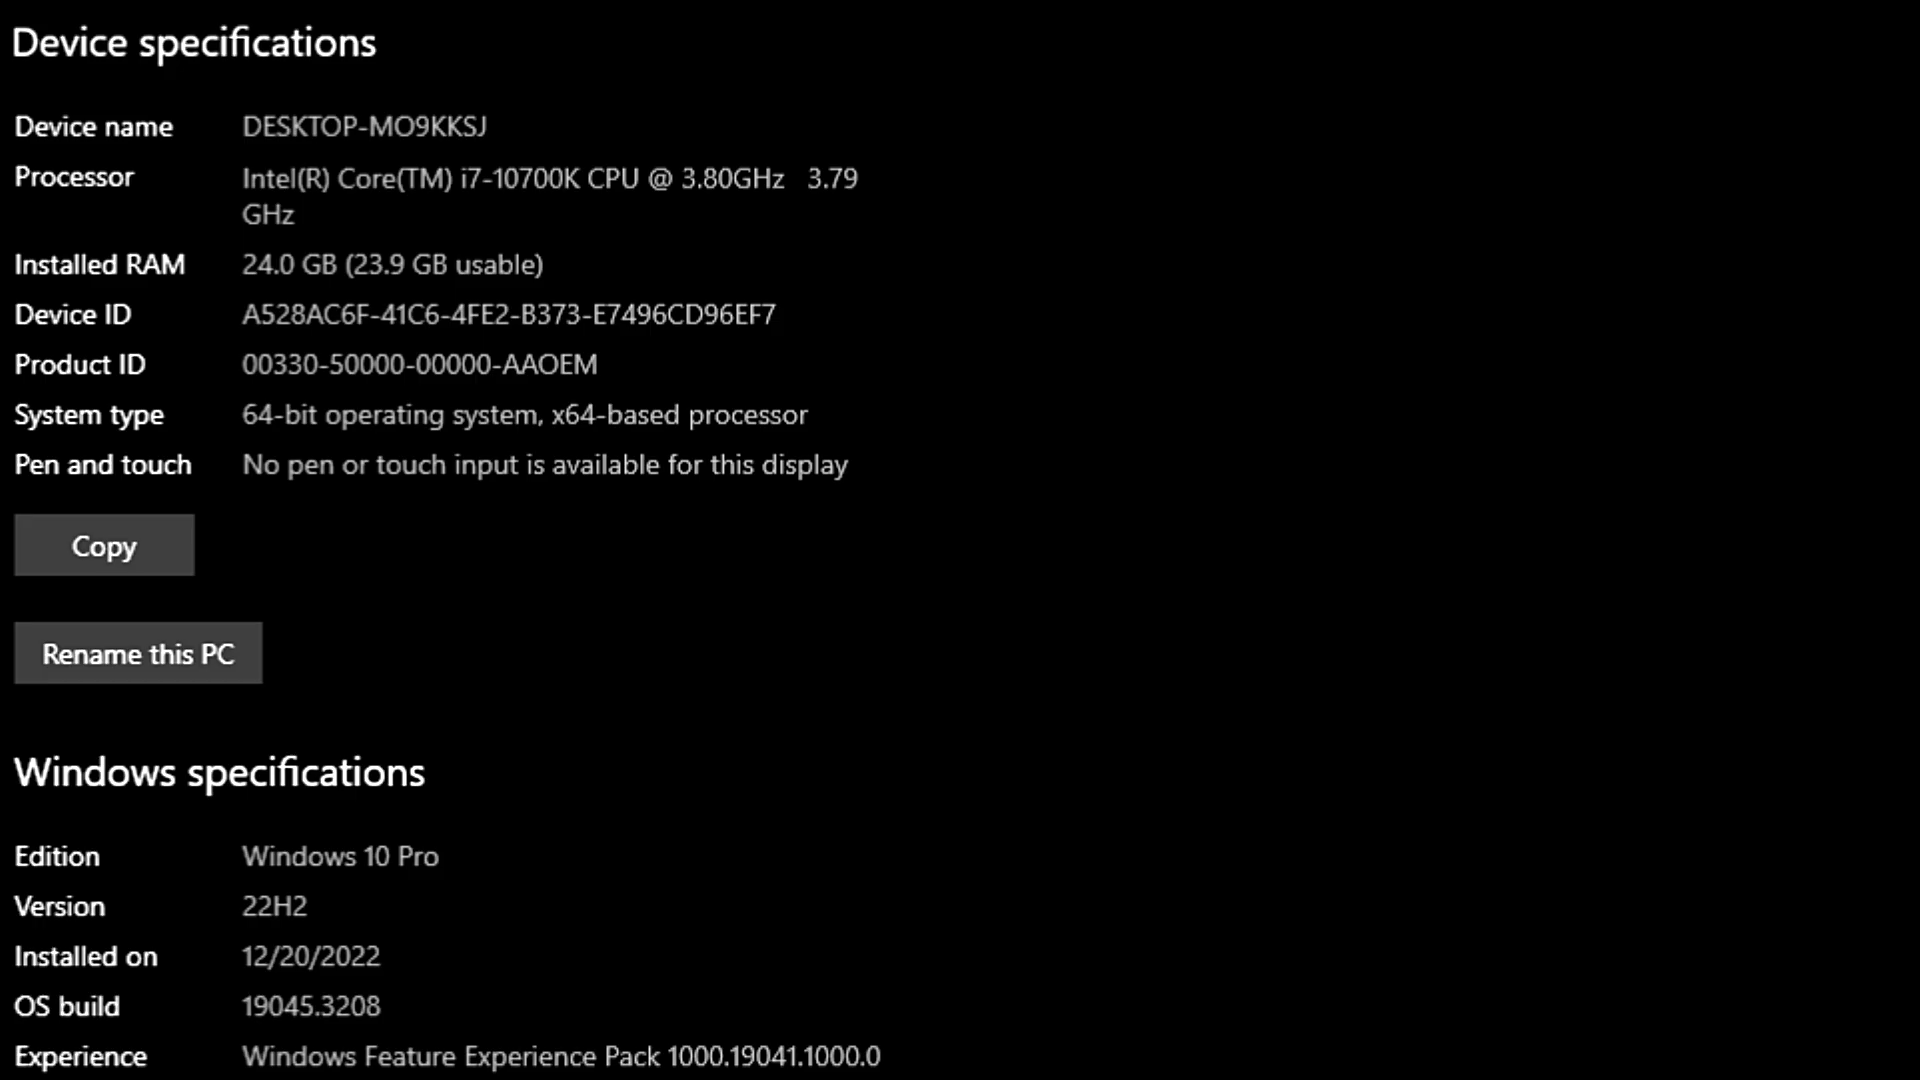 Device specifications
Device name DESKTOP-MO9KKSJ
Processor Intel(R) Core(TM) i7-10700K CPU @ 3.80GHz 3.79
GHz
Installed RAM 24.0 GB (23.9 GB usable)
Device ID A528AC6F-41C6-4FE2-B373-E7496CD96EF7
Product ID 00330-50000-00000-AAOEM
System type 64-bit operating system, x64-based processor
Pen and touch No pen or touch input is available for this display
Copy
Rename this PC
Windows specifications
Edition Windows 10 Pro
Version 22H2
Installed on 12/20/2022
OS build 19045.3208
Experience Windows Feature Experience Pack 1000.19041.1000.0